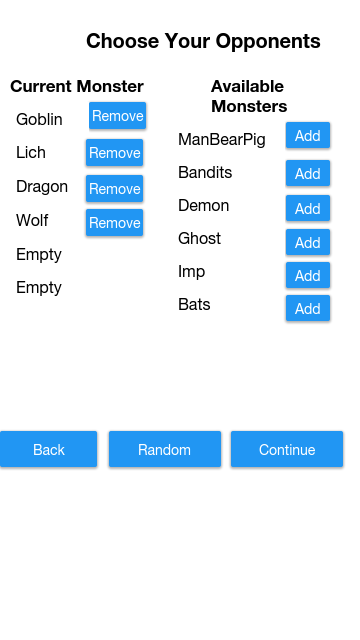 Choose Your Opponents
Current Monster
Available
Monsters
Goblin Remove
ManBearPig Add
Lich Remove
Bandits Add
Dragon Remove
Demon Add
Wolf Remove
Ghost Add
Empty
Imp Add
Empty
Bats Add
Back Random Continue